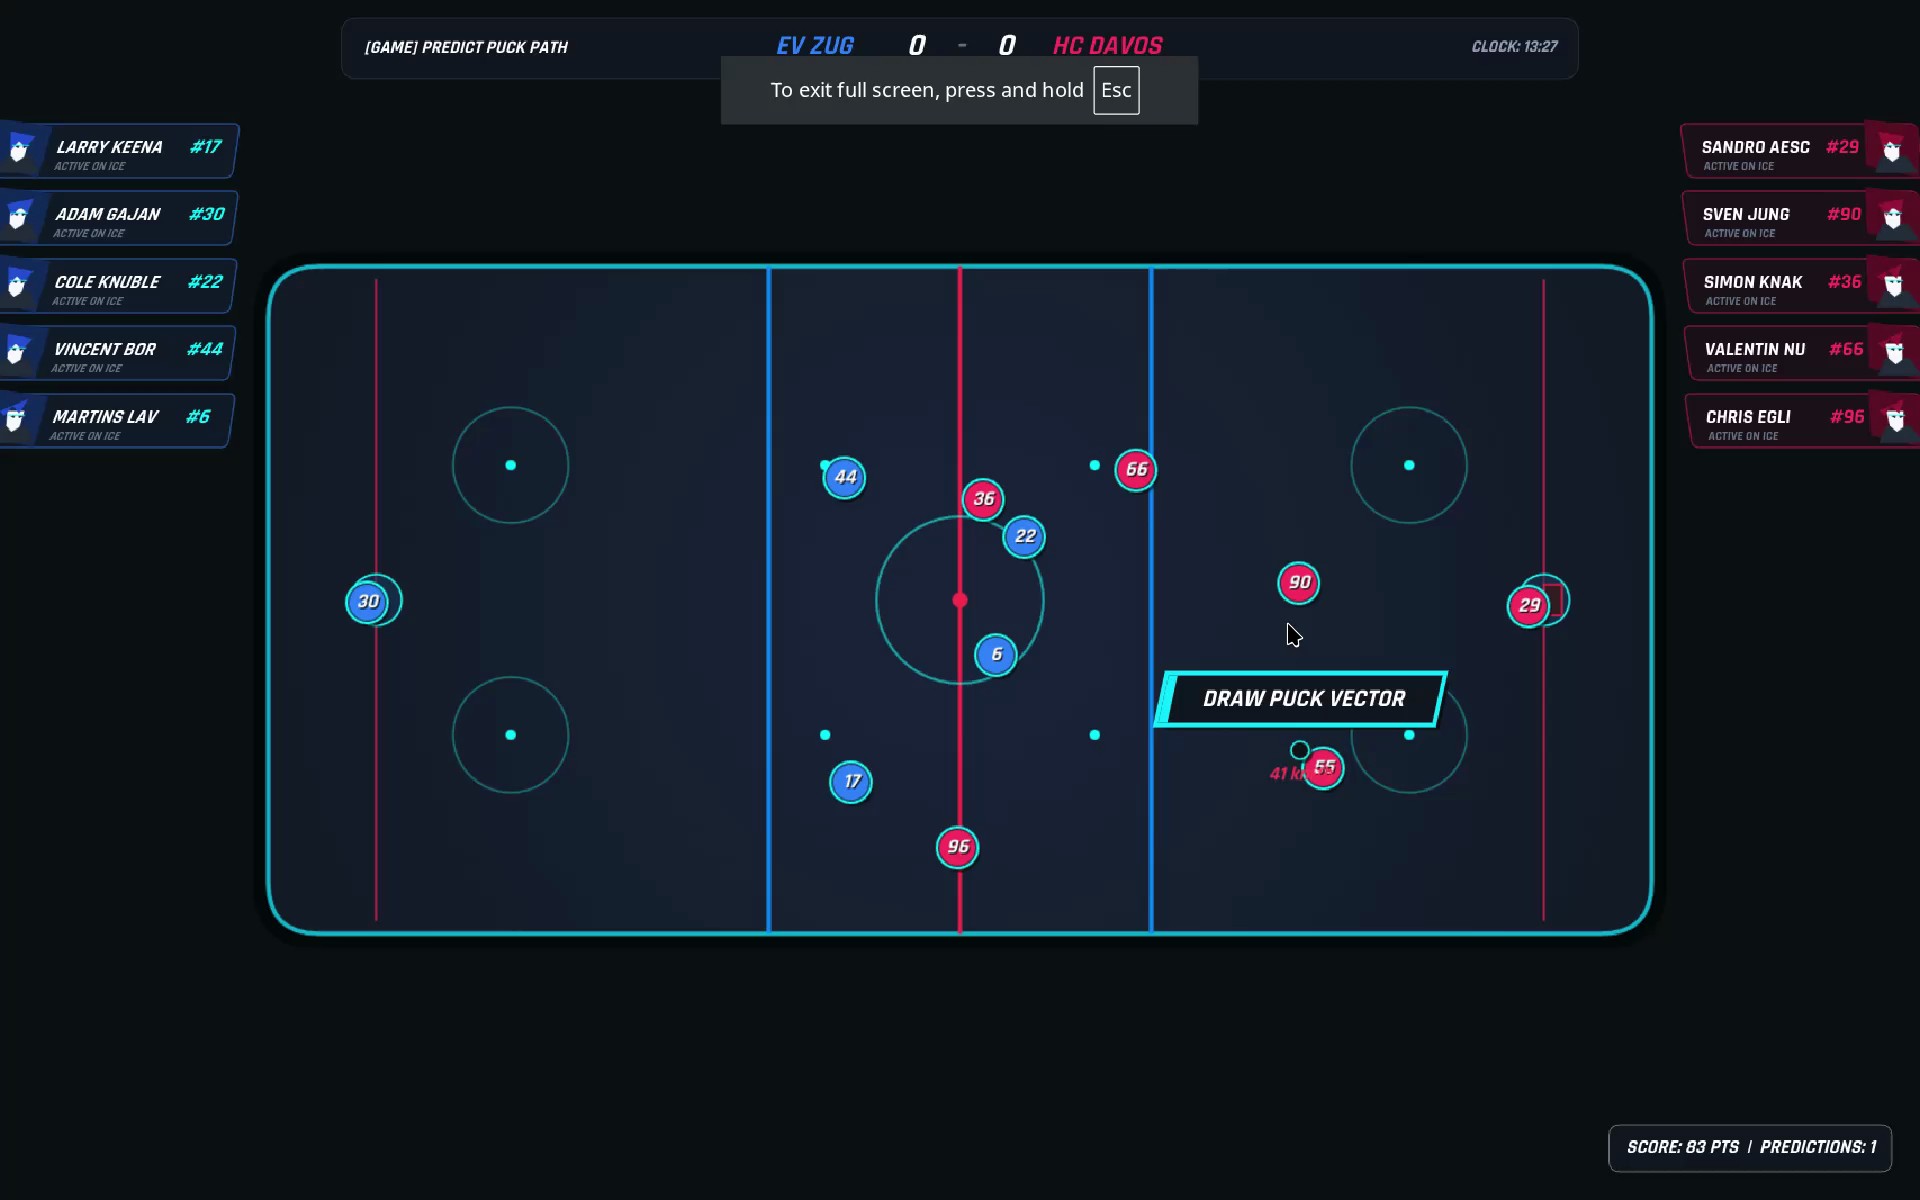 [GAME] PREDICT PUCK PATH
EV ZUG 0 - 0 HC DAVOS
CLOCK: 13:27
To exit full screen, press and hold Esc
LARRY KEENA #17
ACTIVE ON ICE
ADAM GAJAN #30
ACTIVE ON ICE
COLE KNUBLE #22
ACTIVE ON ICE
VINCENT BOR #44
ACTIVE ON ICE
MARTINS LAV #6
ACTIVE ON ICE
SANDRO AESC #29
ACTIVE ON ICE
SVEN JUNG #90
ACTIVE ON ICE
SIMON KNAK #36
ACTIVE ON ICE
VALENTIN NU #66
ACTIVE ON ICE
CHRIS EGLI #96
ACTIVE ON ICE
44
66
36
22
90
30
29
6
DRAW PUCK VECTOR
41
55
17
96
SCORE: 83 PTS | PREDICTIONS: 1